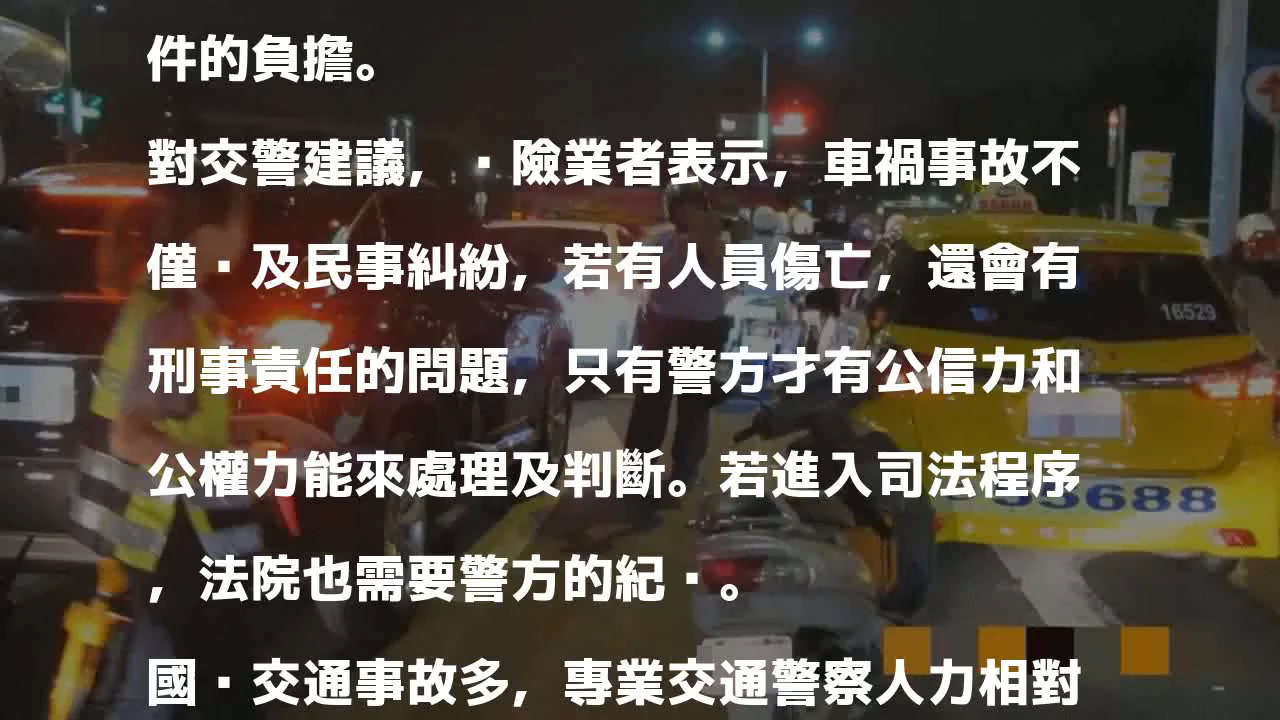 件的負擔。
對交警建議，▪險業者表示，車禍事故不
僅▪及民事糾紛，若有人員傷亡，還會有
刑事責任的問題，只有警方才有公信力和
公權力能來處理及判斷。若進入司法程序
，法院也需要警方的紀▪。
國▪交通事故多，專業交通警察人力相對
16529
55688